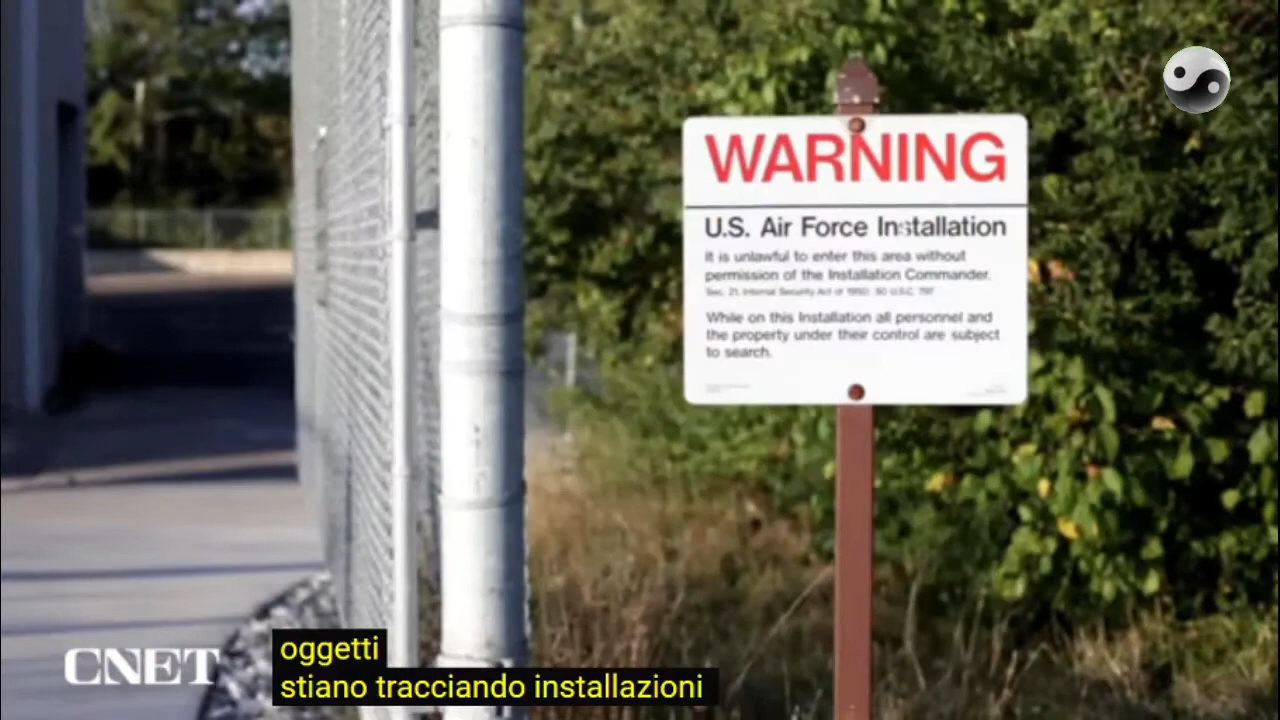 WARNING
U.S. Air Force Installation
it is unlawful to enter this area without
permission of the Installation Commander.
Sec. 21, Internal Security Act of 1950: 50 U.S.C. 797
While on this Installation all personnel and
the property under their control are subject
to search.
CNET
oggetti
stiano tracciando installazioni